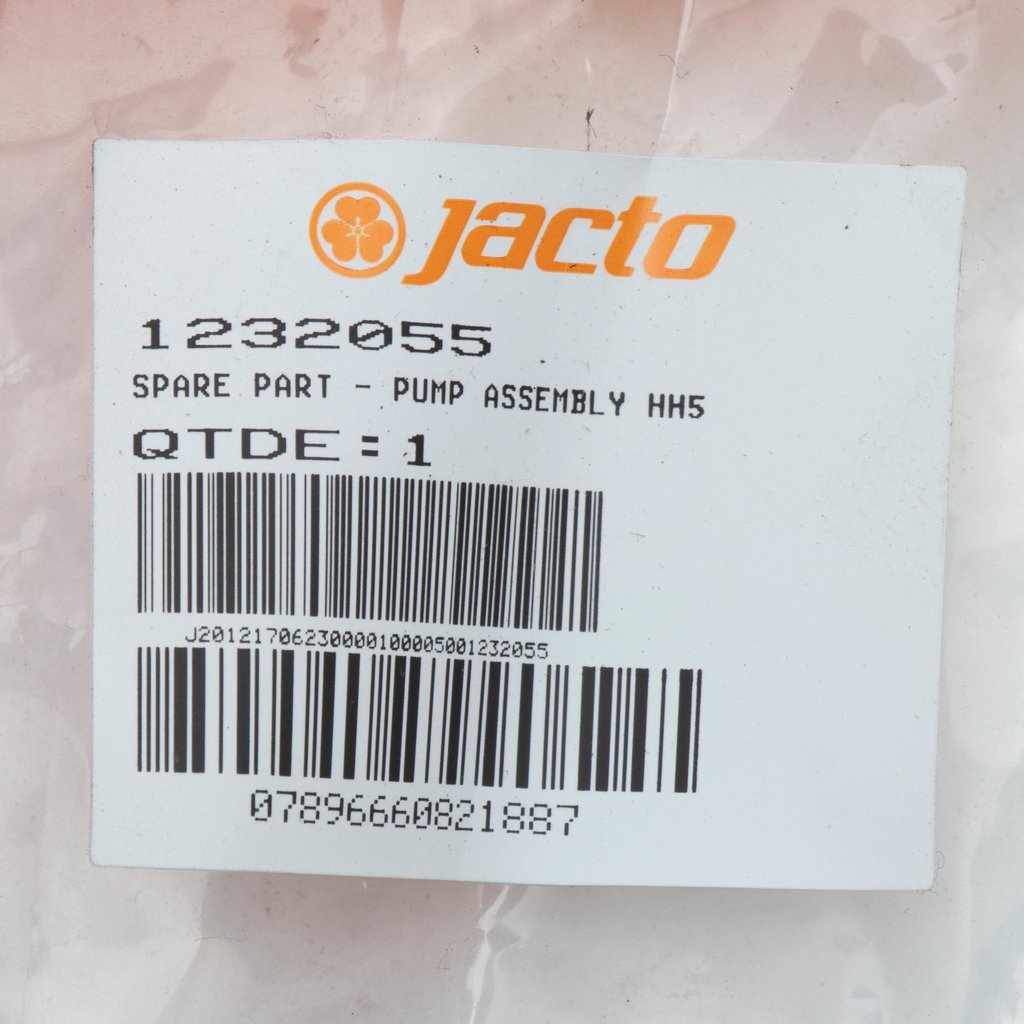 jacto
1232055
SPARE PART - PUMP ASSEMBLY HH5
QTDE = 1
J20121706230000100005001232055
07896660821887